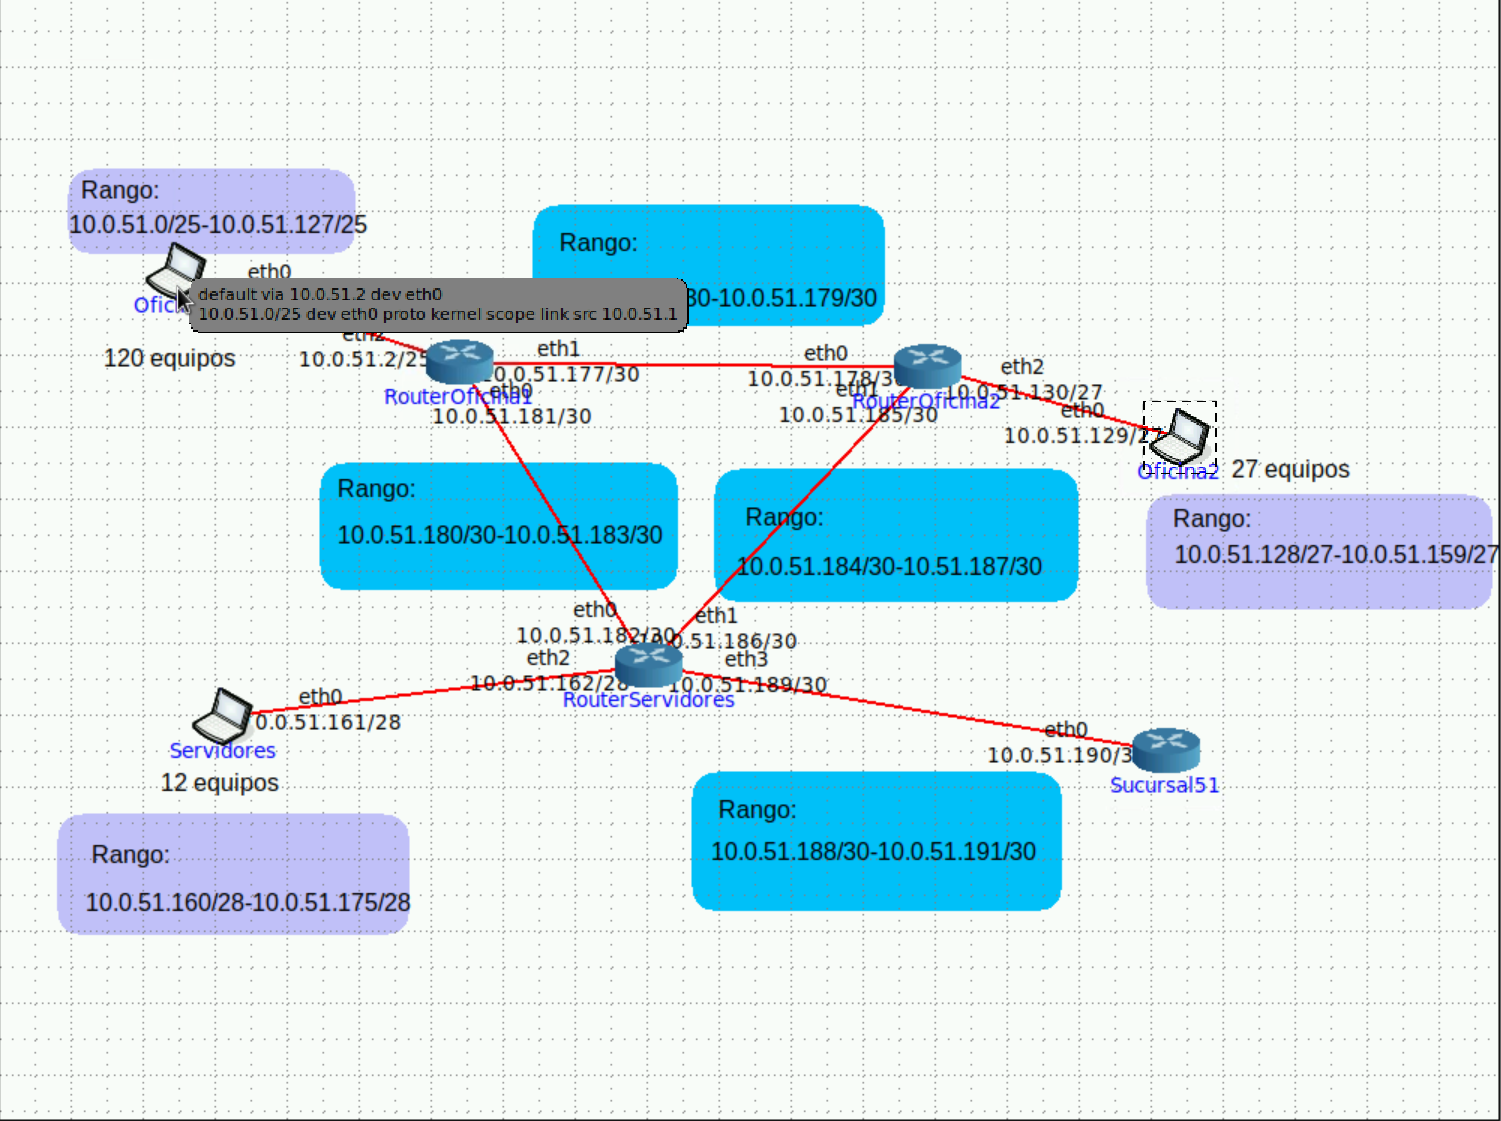 Rango:
10.0.51.0/25-10.0.51.127/25
eth0
default via 10.0.51.2 dev eth0
10.0.51.0/25 dev eth0 proto kernel scope link src 10.0.51.1
120 equipos
eth2
10.0.51.2/25
RouterOficina1
eth1
10.0.51.177/30
eth0
10.0.51.181/30
Rango:
30-10.0.51.179/30
eth0
10.0.51.178/30
eth1
10.0.51.185/30
RouterOficina2
eth2
10.0.51.130/27
eth0
10.0.51.129/27
Oficina2
27 equipos
Rango:
10.0.51.128/27-10.0.51.159/27
Rango:
10.0.51.180/30-10.0.51.183/30
Rango:
10.0.51.184/30-10.51.187/30
eth0
10.0.51.182/30
eth1
10.0.51.186/30
eth2
10.0.51.162/28
eth3
10.0.51.189/30
RouterServidores
eth0
0.0.51.161/28
Servidores
12 equipos
eth0
10.0.51.190/3
Sucursal51
Rango:
10.0.51.188/30-10.0.51.191/30
Rango:
10.0.51.160/28-10.0.51.175/28